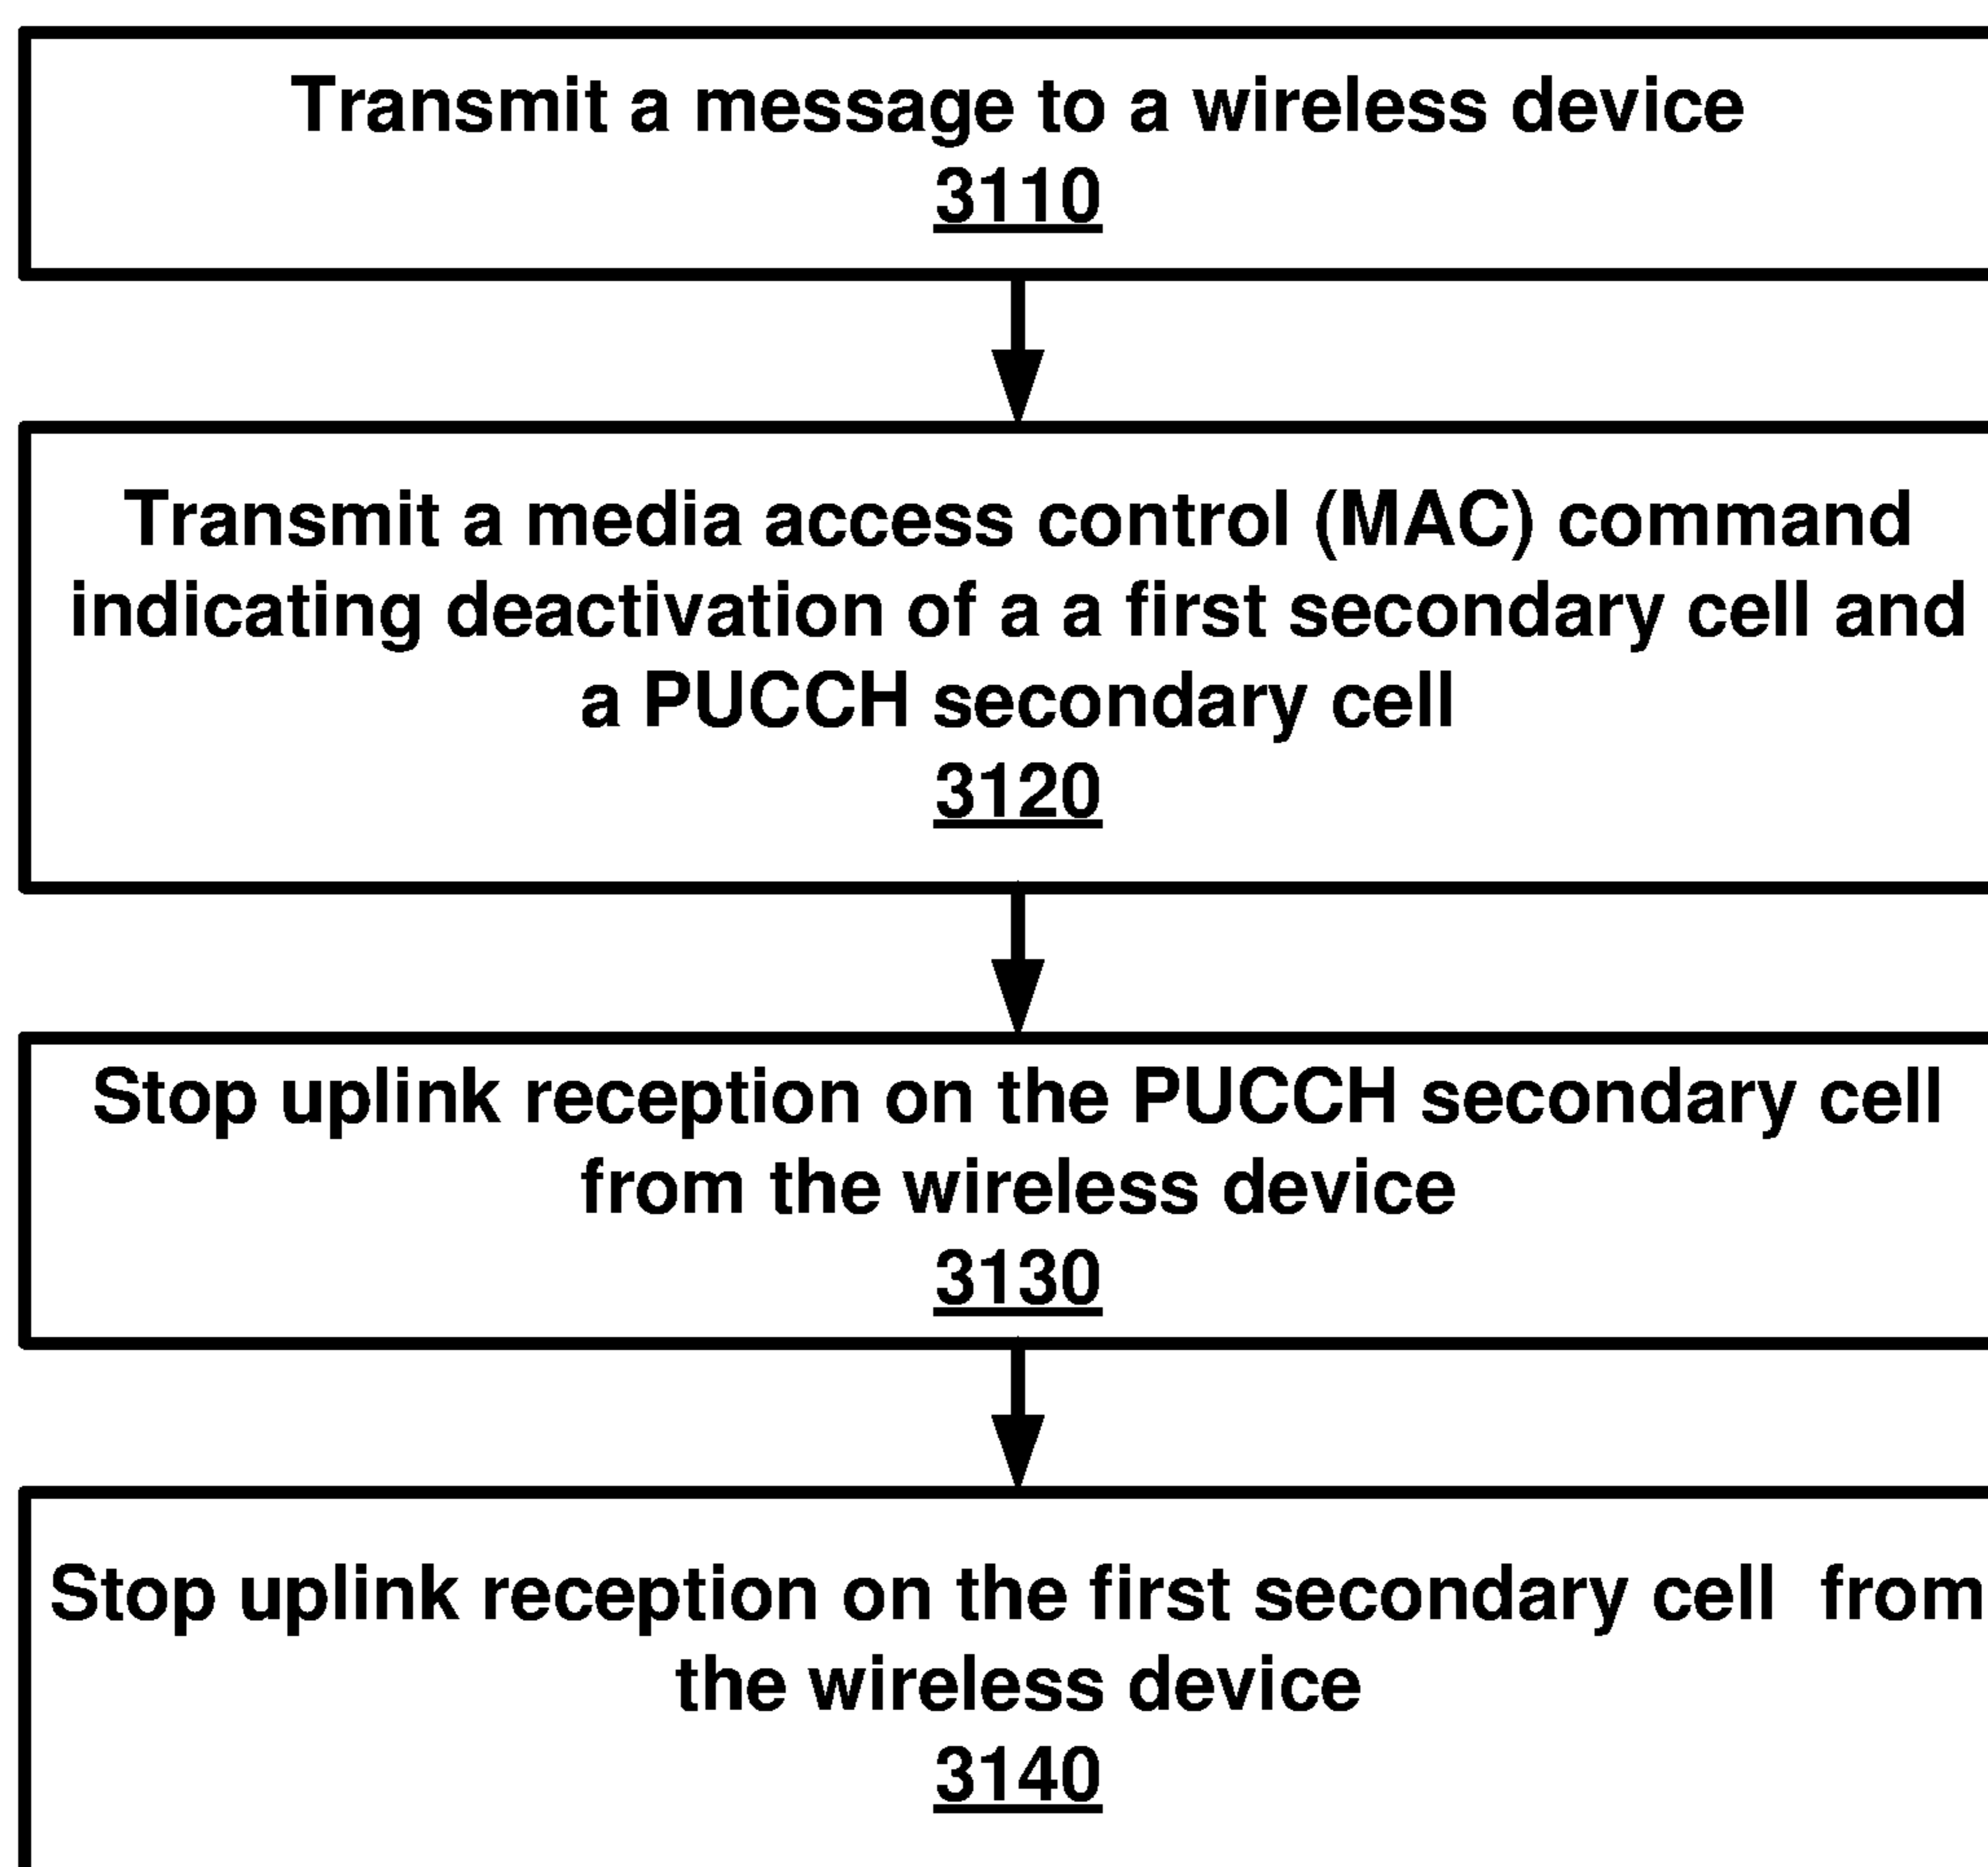 Transmit a message to a wireless device
3110
Transmit a media access control (MAC) command
indicating deactivation of a a first secondary cell and
a PUCCH secondary cell
3120
Stop uplink reception on the PUCCH secondary cell
from the wireless device
3130
Stop uplink reception on the first secondary cell from
the wireless device
3140